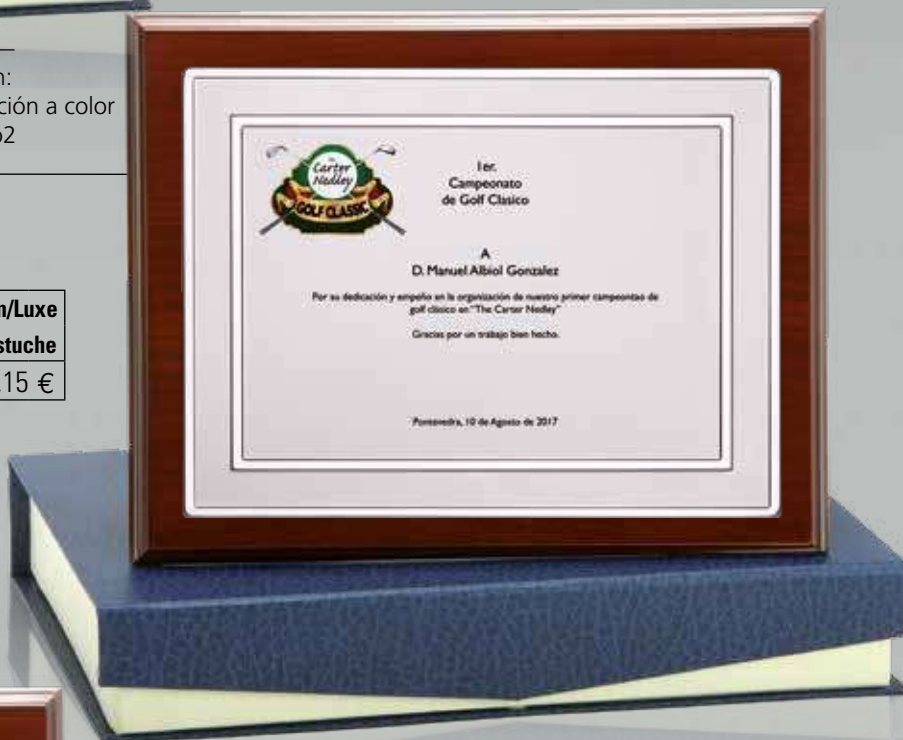 n:
ción a color
o2
n/Luxe
stuche
15 €
Carter
Nedley
GOLF CLASSIC
1er.
Campeonato
de Golf Clasico
A
D. Manuel Albiol Gonzalez
Por su dedicación y empeño en la organización de nuestro primer campeontao de
golf clásico en "The Carter Nedley"
Gracias por un trabajo bien hecho.
Pontevedra, 10 de Agosto de 2017